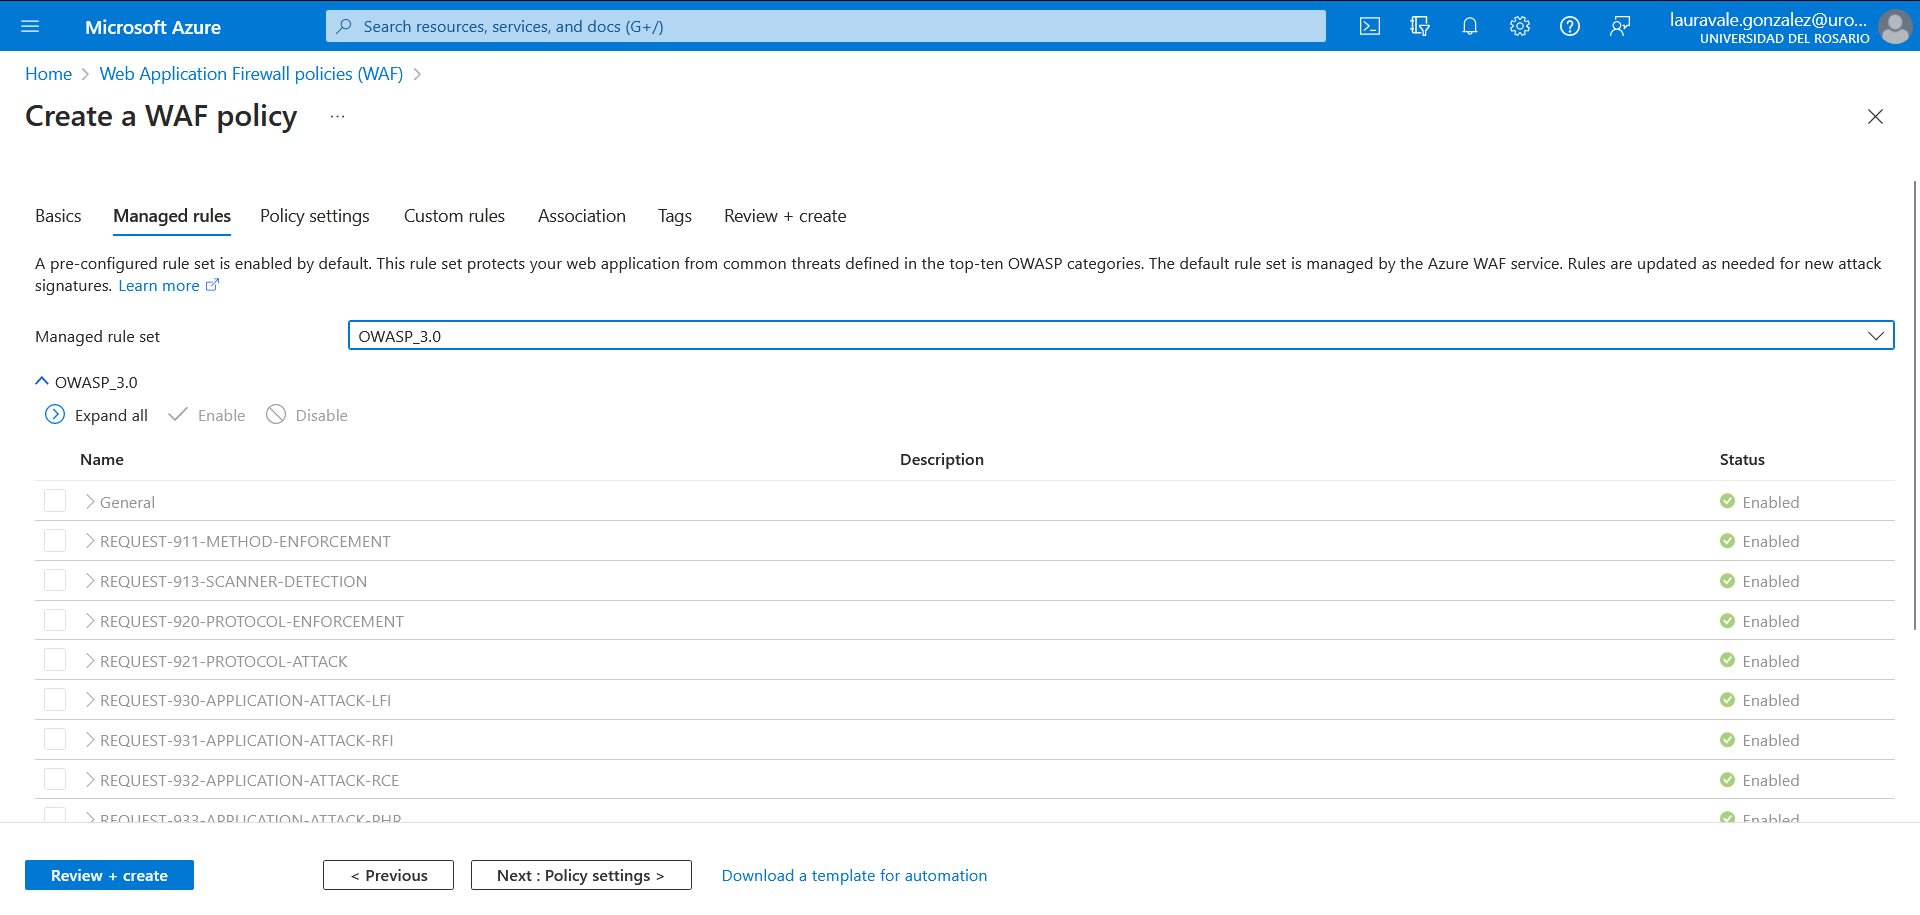 Microsoft Azure
Search resources, services, and docs (G+/)
lauravale.gonzalez@uro...
UNIVERSIDAD DEL ROSARIO
Home > Web Application Firewall policies (WAF) >
Create a WAF policy ...
Basics Managed rules Policy settings Custom rules Association Tags Review + create
A pre-configured rule set is enabled by default. This rule set protects your web application from common threats defined in the top-ten OWASP categories. The default rule set is managed by the Azure WAF service. Rules are updated as needed for new attack
signatures. Learn more
Managed rule set OWASP_3.0
OWASP_3.0
Expand all Enable Disable
Name Description Status
General Enabled
REQUEST-911-METHOD-ENFORCEMENT Enabled
REQUEST-913-SCANNER-DETECTION Enabled
REQUEST-920-PROTOCOL-ENFORCEMENT Enabled
REQUEST-921-PROTOCOL-ATTACK Enabled
REQUEST-930-APPLICATION-ATTACK-LFI Enabled
REQUEST-931-APPLICATION-ATTACK-RFI Enabled
REQUEST-932-APPLICATION-ATTACK-RCE Enabled
REQUEST-933-APPLICATION-ATTACK-PHP Enabled
Review + create < Previous Next : Policy settings > Download a template for automation